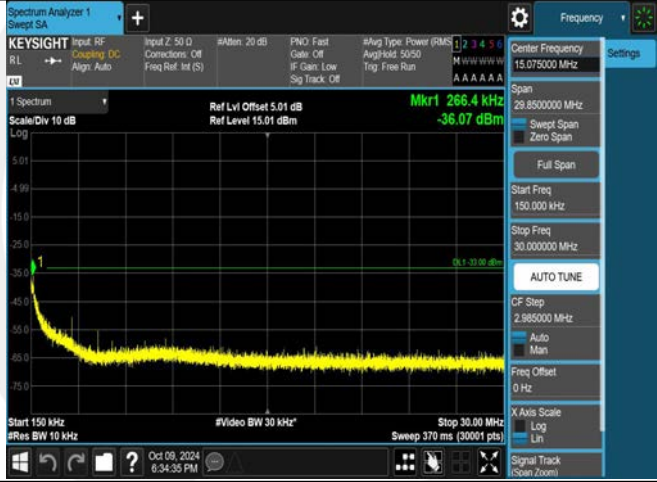 Spectrum Analyzer 1
Swept SA
+
Frequency
KEYSIGHT
RL
Input: RF
Coupling: DC
Align: Auto
Input Z: 50 Ω
Corrections: Off
Freq Ref: Int (S)
#Atten: 20 dB
PNO: Fast
Gate: Off
IF Gain: Low
Sig Track: Off
#Avg Type: Power (RMS
Avg|Hold: 50/50
Trig: Free Run
1 2 3 4 5 6
M W W W W W
A A A A A A
LXI
1 Spectrum
Scale/Div 10 dB
Log
Ref Lvl Offset 5.01 dB
Ref Level 15.01 dBm
Mkr1 266.4 kHz
-36.07 dBm
5.01
-4.99
-15.0
-25.0
-35.0
-45.0
-55.0
-65.0
-75.0
1
DL1 -33.00 dBm
Start 150 kHz
#Res BW 10 kHz
#Video BW 30 kHz*
Stop 30.00 MHz
Sweep 370 ms (30001 pts)
?
Oct 09, 2024
6:34:35 PM
Center Frequency
15.075000 MHz
Settings
Span
29.8500000 MHz
Swept Span
Zero Span
Full Span
Start Freq
150.000 kHz
Stop Freq
30.000000 MHz
AUTO TUNE
CF Step
2.985000 MHz
Auto
Man
Freq Offset
0 Hz
X Axis Scale
Log
Lin
Signal Track
(Span Zoom)